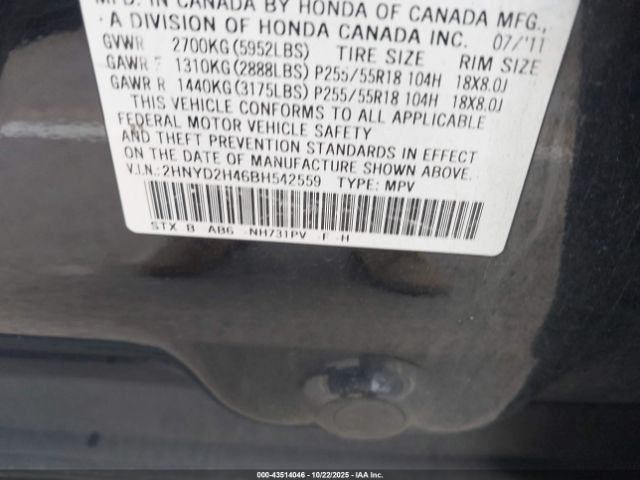 MFD. IN CANADA BY HONDA OF CANADA MFG.,
A DIVISION OF HONDA CANADA INC. 07/'11
GVWR 2700KG(5952LBS) TIRE SIZE RIM SIZE
GAWR F 1310KG(2888LBS) P255/55R18 104H 18X8.0J
GAWR R 1440KG(3175LBS) P255/55R18 104H 18X8.0J
THIS VEHICLE CONFORMS TO ALL APPLICABLE
FEDERAL MOTOR VEHICLE SAFETY
AND THEFT PREVENTION STANDARDS IN EFFECT
ON THE DATE OF MANUFACTURE SHOWN ABOVE.
V.I.N.: 2HNYD2H46BH542559 TYPE: MPV
STX B AB6 NH731PV F H
00-43514046 | 10/22/2025 | IAAI.COM